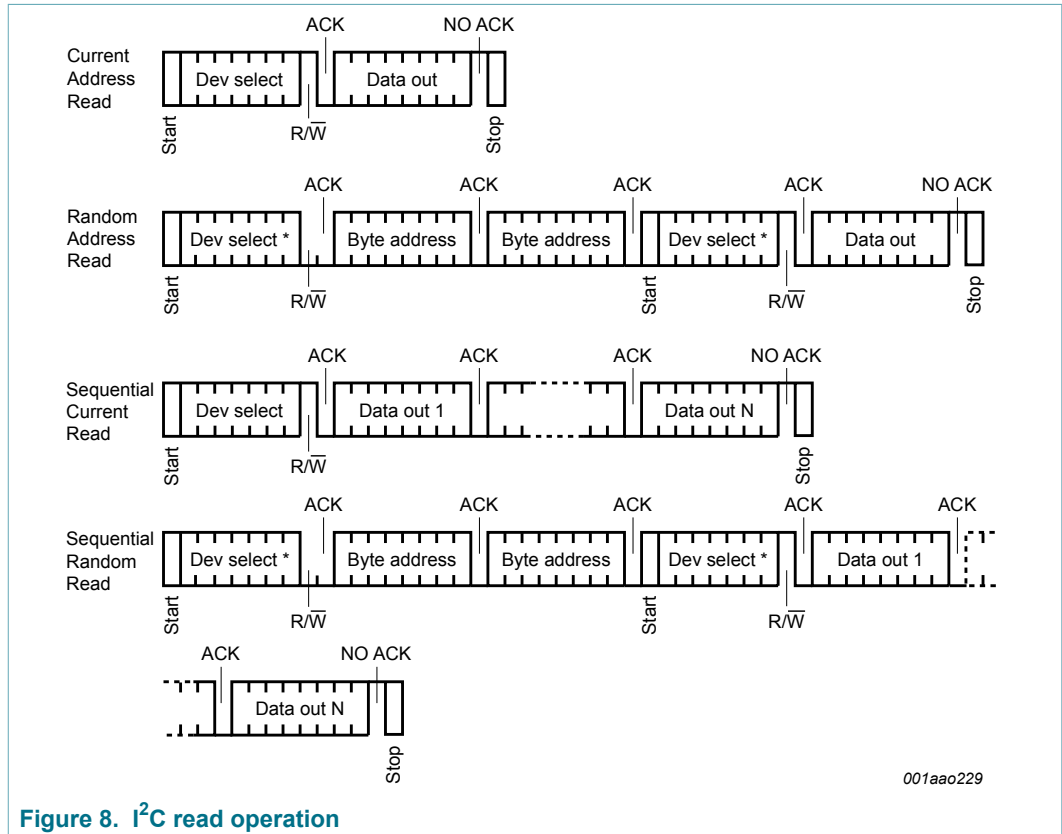 ACK NO ACK
Current
Address
Read
Dev select Data out
Start R/W̅ Stop
ACK ACK ACK ACK NO ACK
Random
Address
Read
Dev select * Byte address Byte address Dev select * Data out
Start R/W̅ Start R/W̅ Stop
ACK ACK ACK NO ACK
Sequential
Current
Read
Dev select Data out 1 Data out N
Start R/W̅ Stop
ACK ACK ACK ACK ACK
Sequential
Random
Read
Dev select * Byte address Byte address Dev select * Data out 1
Start R/W̅ Start R/W̅
ACK NO ACK
Data out N
Stop
001aao229
Figure 8. I²C read operation